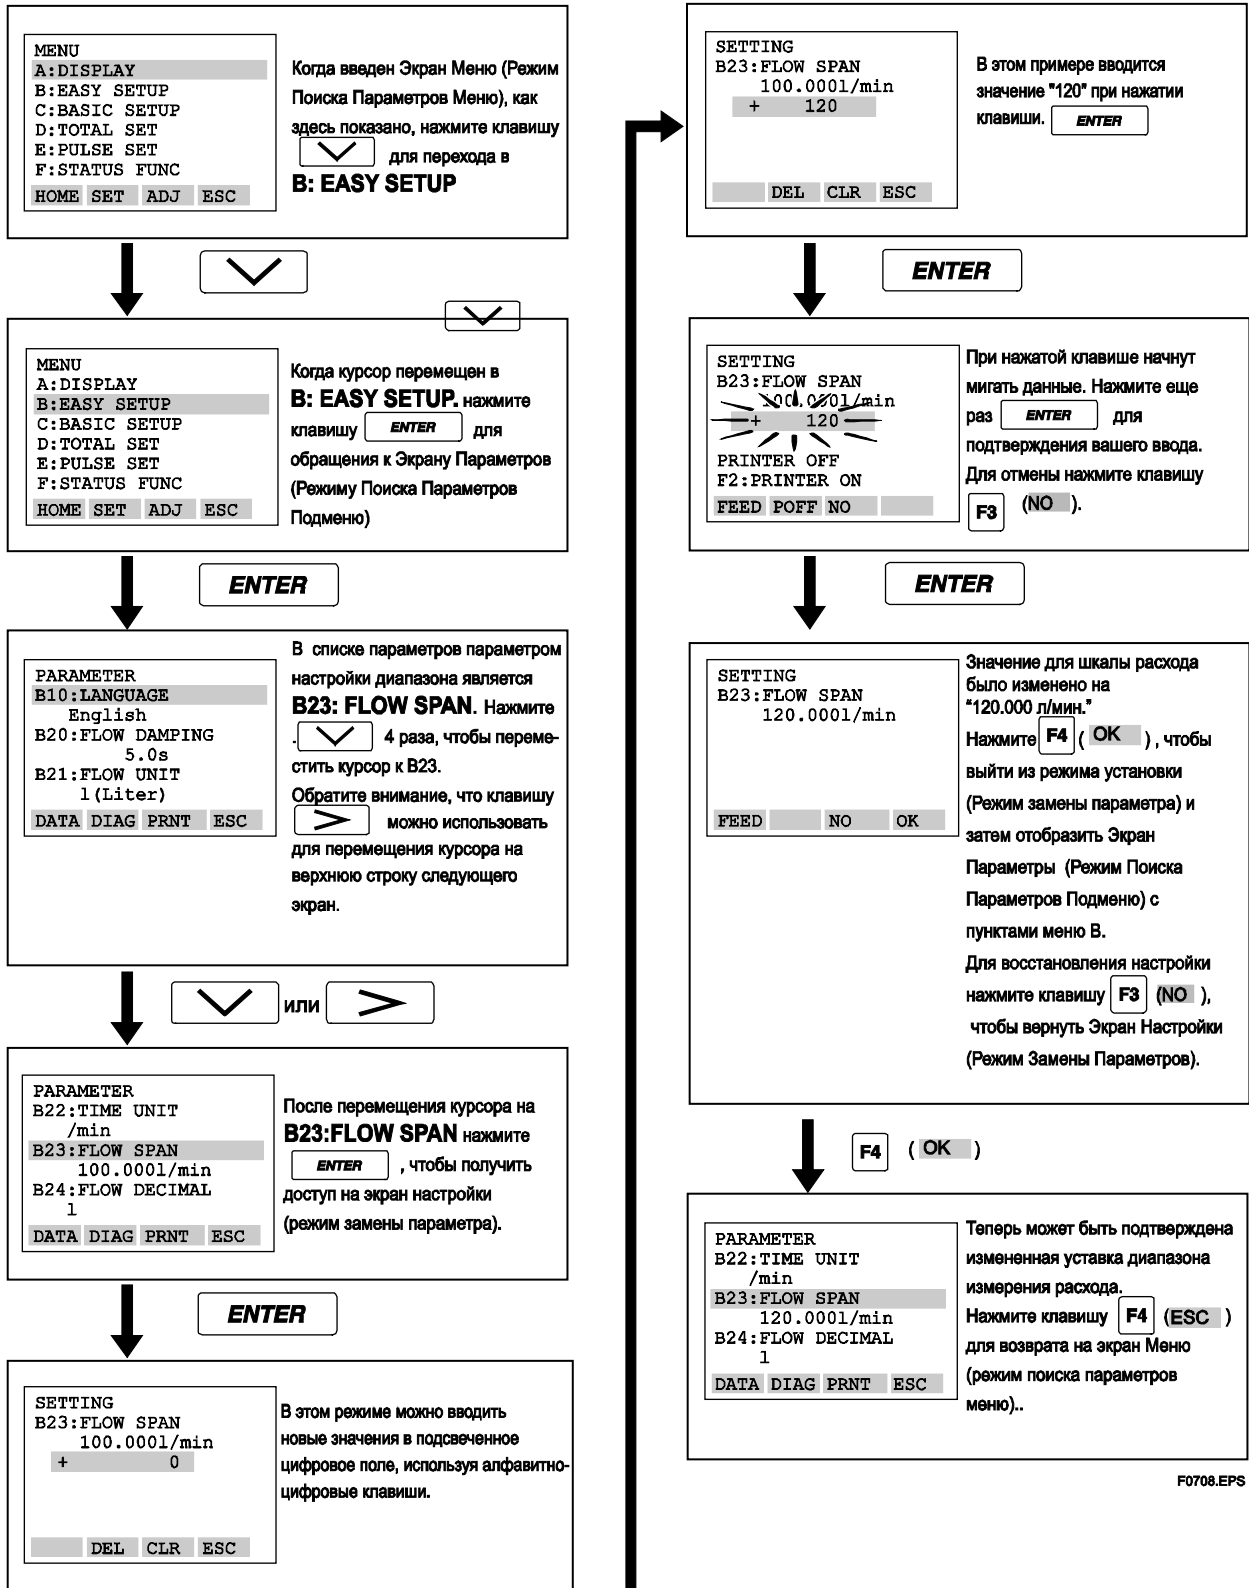 MENU
A:DISPLAY
B:EASY SETUP
C:BASIC SETUP
D:TOTAL SET
E:PULSE SET
F:STATUS FUNC
HOME SET ADJ ESC
Когда введен Экран Меню (Режим
Поиска Параметров Меню), как
здесь показано, нажмите клавишу
для перехода в
B: EASY SETUP
MENU
A:DISPLAY
B:EASY SETUP
C:BASIC SETUP
D:TOTAL SET
E:PULSE SET
F:STATUS FUNC
HOME SET ADJ ESC
Когда курсор перемещен в
B: EASY SETUP. нажмите
клавишу ENTER для
обращения к Экрану Параметров
(Режиму Поиска Параметров
Подменю)
ENTER
PARAMETER
B10:LANGUAGE
English
B20:FLOW DAMPING
5.0s
B21:FLOW UNIT
l(Liter)
DATA DIAG PRNT ESC
В списке параметров параметром
настройки диапазона является
B23: FLOW SPAN. Нажмите
. 4 раза, чтобы переме-
стить курсор к B23.
Обратите внимание, что клавишу
можно использовать
для перемещения курсора на
верхнюю строку следующего
экран.
или
PARAMETER
B22:TIME UNIT
/min
B23:FLOW SPAN
100.000l/min
B24:FLOW DECIMAL
1
DATA DIAG PRNT ESC
После перемещения курсора на
B23:FLOW SPAN нажмите
ENTER , чтобы получить
доступ на экран настройки
(режим замены параметра).
ENTER
SETTING
B23:FLOW SPAN
100.000l/min
+ 0
DEL CLR ESC
В этом режиме можно вводить
новые значения в подсвеченное
цифровое поле, используя алфавитно-
цифровые клавиши.
SETTING
B23:FLOW SPAN
100.000l/min
+ 120
DEL CLR ESC
В этом примере вводится
значение "120" при нажатии
клавиши. ENTER
ENTER
SETTING
B23:FLOW SPAN
100.000l/min
+ 120
PRINTER OFF
F2:PRINTER ON
FEED POFF NO
При нажатой клавише начнут
мигать данные. Нажмите еще
раз ENTER для
подтверждения вашего ввода.
Для отмены нажмите клавишу
F3 (NO ).
ENTER
SETTING
B23:FLOW SPAN
120.000l/min
FEED NO OK
Значение для шкалы расхода
было изменено на
“120.000 л/мин.”
Нажмите F4 ( OK ) , чтобы
выйти из режима установки
(Режим замены параметра) и
затем отобразить Экран
Параметры (Режим Поиска
Параметров Подменю) с
пунктами меню B.
Для восстановления настройки
нажмите клавишу F3 (NO ),
чтобы вернуть Экран Настройки
(Режим Замены Параметров).
F4 ( OK )
PARAMETER
B22:TIME UNIT
/min
B23:FLOW SPAN
120.000l/min
B24:FLOW DECIMAL
1
DATA DIAG PRNT ESC
Теперь может быть подтверждена
измененная уставка диапазона
измерения расхода.
Нажмите клавишу F4 (ESC )
для возврата на экран Меню
(режим поиска параметров
меню)..
F0708.EPS